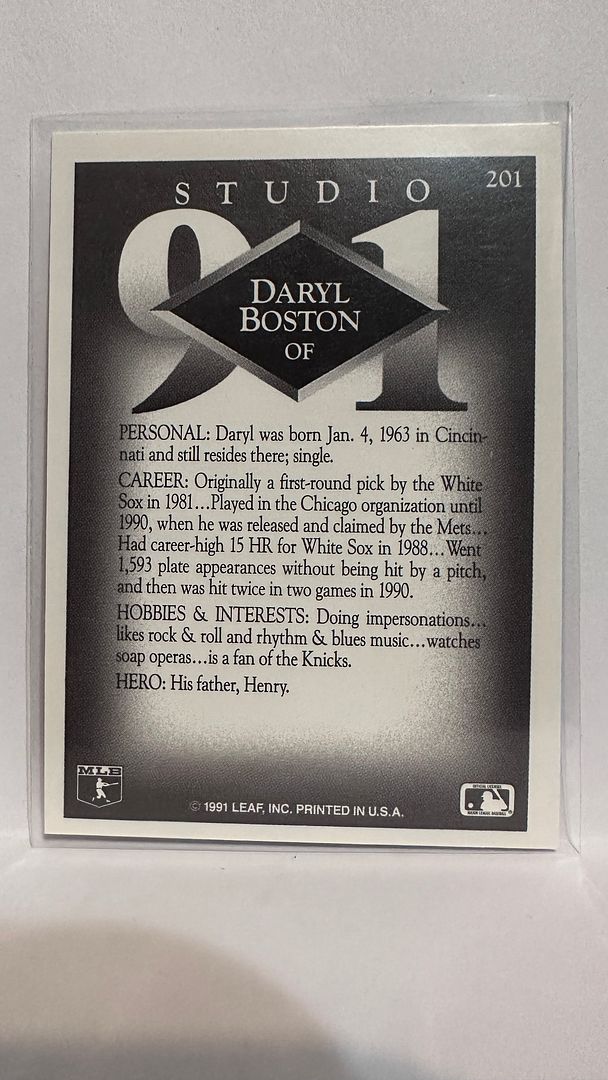 201
STUDIO
91
DARYL
BOSTON
OF
PERSONAL: Daryl was born Jan. 4, 1963 in Cincin-
nati and still resides there; single.
CAREER: Originally a first-round pick by the White
Sox in 1981...Played in the Chicago organization until
1990, when he was released and claimed by the Mets...
Had career-high 15 HR for White Sox in 1988...Went
1,593 plate appearances without being hit by a pitch,
and then was hit twice in two games in 1990.
HOBBIES & INTERESTS: Doing impersonations...
likes rock & roll and rhythm & blues music...watches
soap operas...is a fan of the Knicks.
HERO: His father, Henry.
MLB
© 1991 LEAF, INC. PRINTED IN U.S.A.
OFFICIAL LICENSEE
MAJOR LEAGUE BASEBALL
®